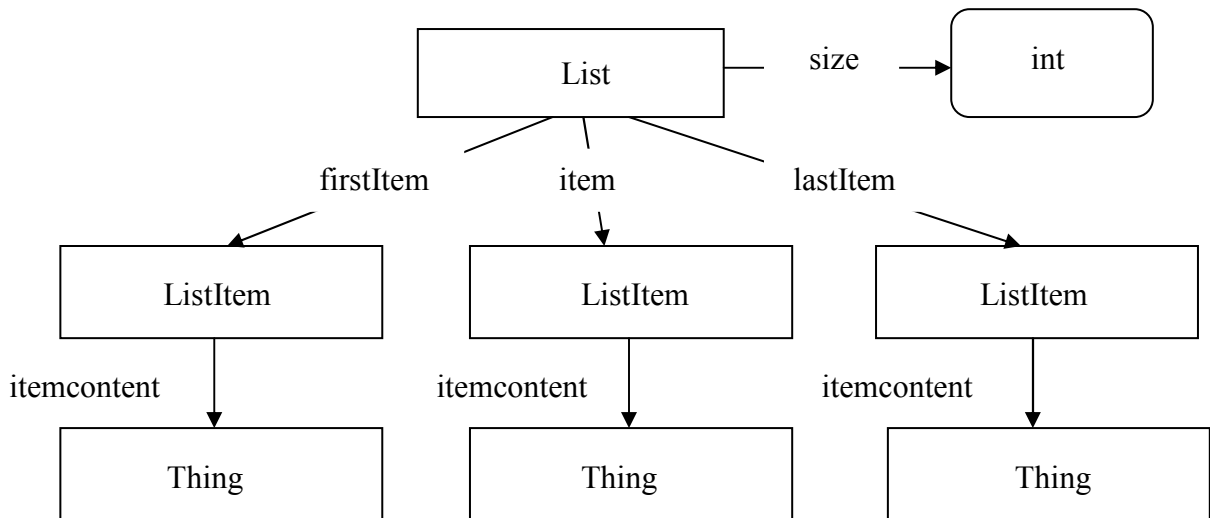 List
size
int
firstItem
item
lastItem
ListItem
ListItem
ListItem
itemcontent
itemcontent
itemcontent
Thing
Thing
Thing